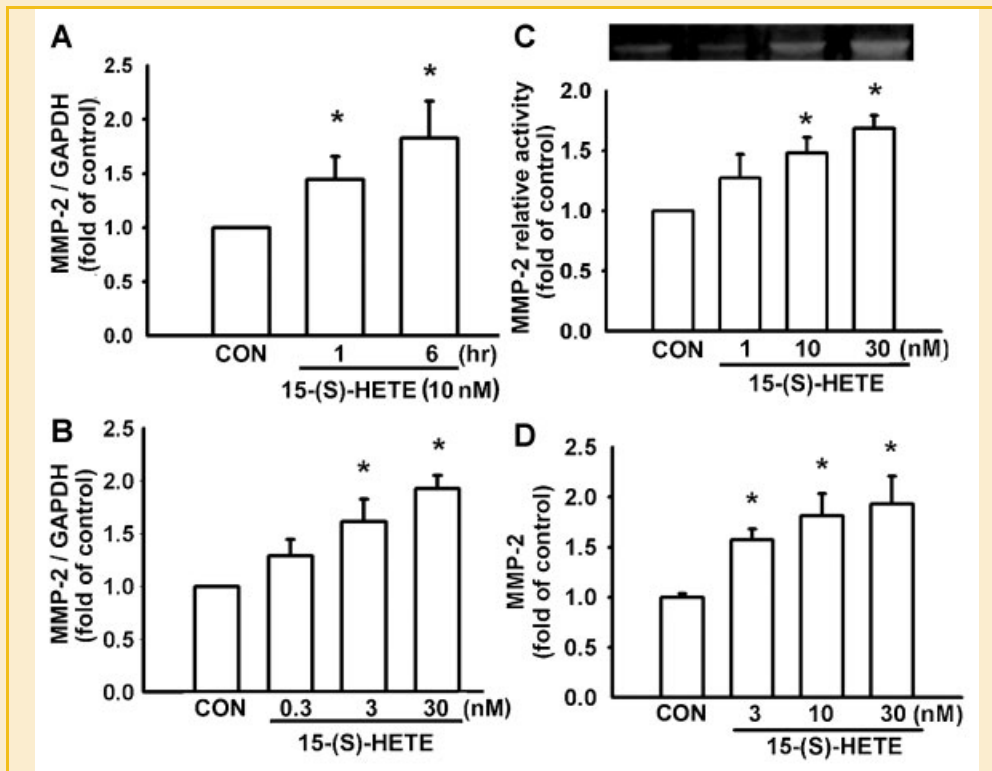 A
2.5
2.0
1.5
1.0
0.5
0.0
MMP-2 / GAPDH
(fold of control)
*
*
CON 1 6 (hr)
15-(S)-HETE (10 nM)
C
2.0
1.5
1.0
0.5
0.0
MMP-2 relative activity
(fold of control)
*
*
CON 1 10 30 (nM)
15-(S)-HETE
B
2.5
2.0
1.5
1.0
0.5
0.0
MMP-2 / GAPDH
(fold of control)
*
*
CON 0.3 3 30 (nM)
15-(S)-HETE
D
2.5
2.0
1.5
1.0
0.5
0.0
MMP-2
(fold of control)
*
*
*
CON 3 10 30 (nM)
15-(S)-HETE